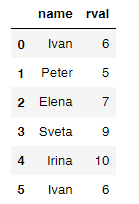 name rval
0 Ivan 6
1 Peter 5
2 Elena 7
3 Sveta 9
4 Irina 10
5 Ivan 6